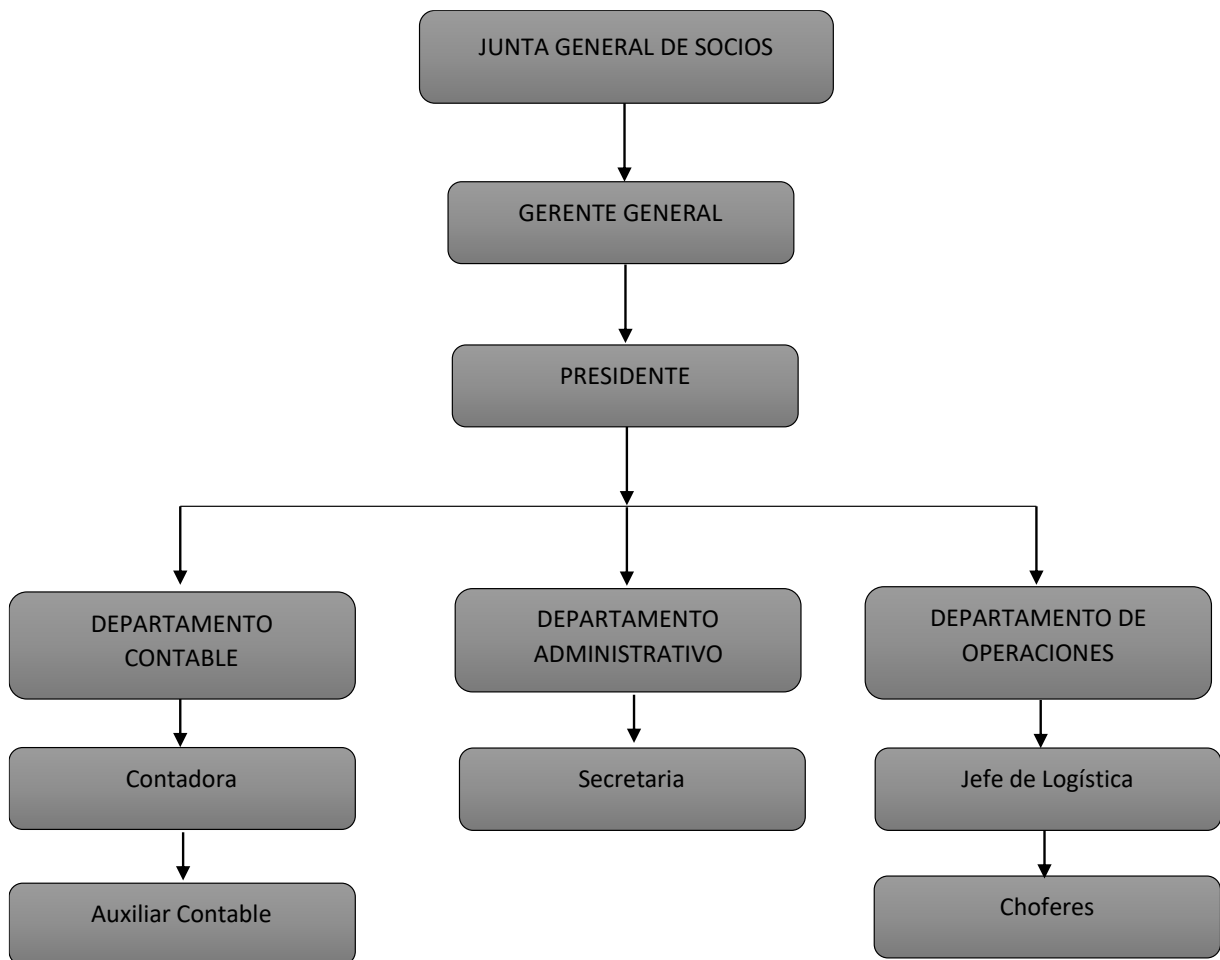 JUNTA GENERAL DE SOCIOS
GERENTE GENERAL
PRESIDENTE
DEPARTAMENTO
CONTABLE
DEPARTAMENTO
ADMINISTRATIVO
DEPARTAMENTO DE
OPERACIONES
Contadora
Secretaria
Jefe de Logística
Auxiliar Contable
Choferes